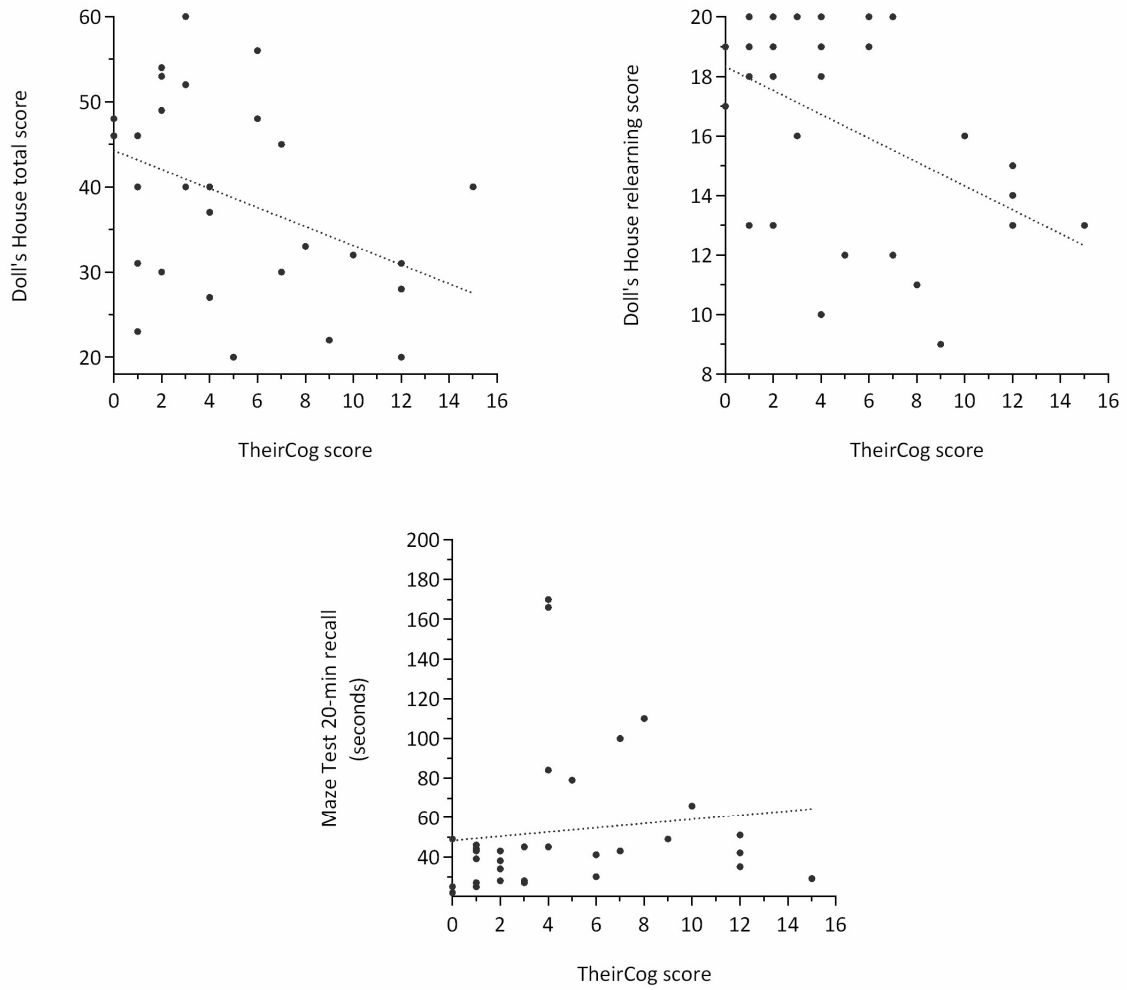 60
50
40
30
20
Doll's House total score
0 2 4 6 8 10 12 14 16
TheirCog score
20
18
16
14
12
10
8
Doll's House relearning score
0 2 4 6 8 10 12 14 16
TheirCog score
200
180
160
140
120
100
80
60
40
Maze Test 20-min recall
(seconds)
0 2 4 6 8 10 12 14 16
TheirCog score